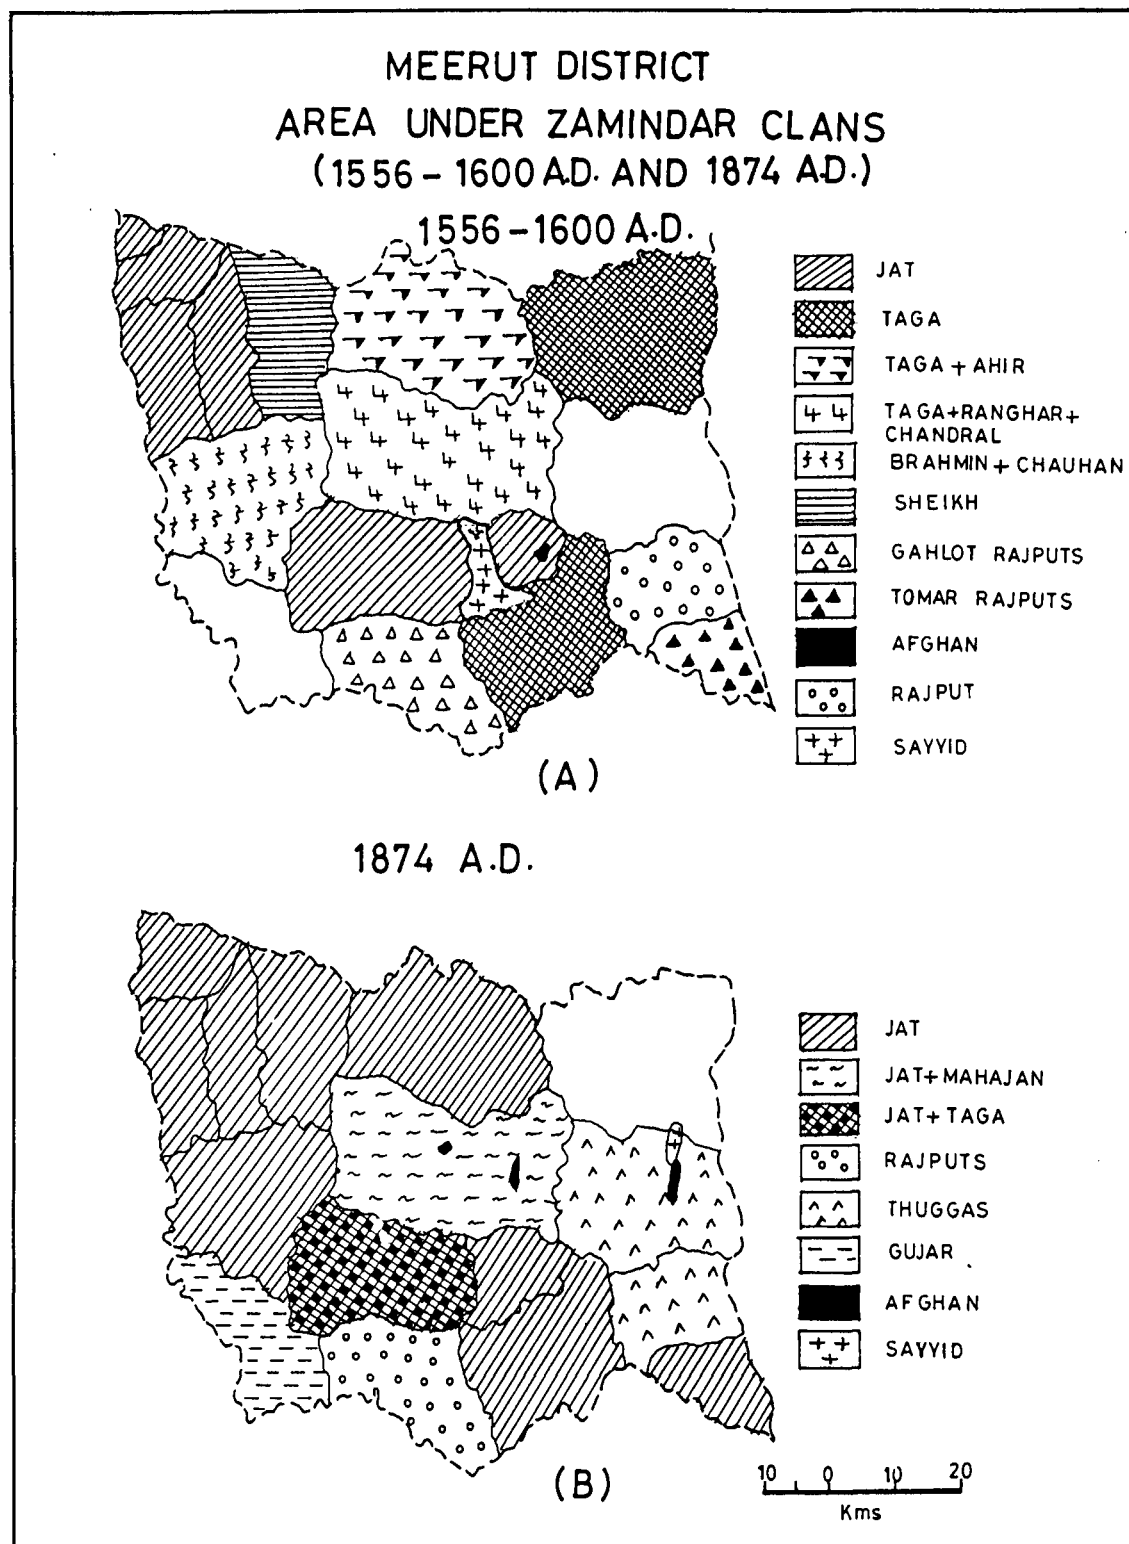 MEERUT DISTRICT
AREA UNDER ZAMINDAR CLANS
(1556-1600 A.D. AND 1874 A.D.)
1556-1600 A.D.
JAT
TAGA
TAGA + AHIR
TAGA+RANGHAR+
CHANDRAL
BRAHMIN + CHAUHAN
SHEIKH
GAHLOT RAJPUTS
TOMAR RAJPUTS
AFGHAN
RAJPUT
SAYYID
(A)
1874 A.D.
JAT
JAT+MAHAJAN
JAT+TAGA
RAJPUTS
THUGGAS
GUJAR
AFGHAN
SAYYID
(B)
10 0 10 20
Kms